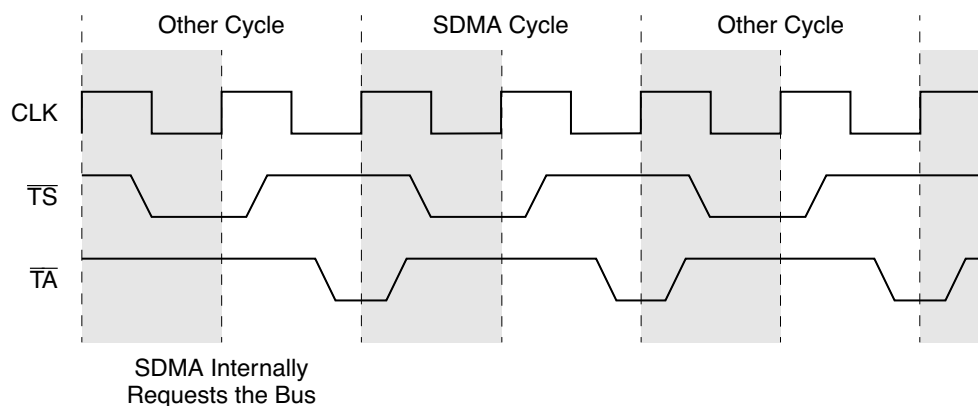 Other Cycle
SDMA Cycle
Other Cycle
CLK
TS
TA
SDMA Internally
Requests the Bus